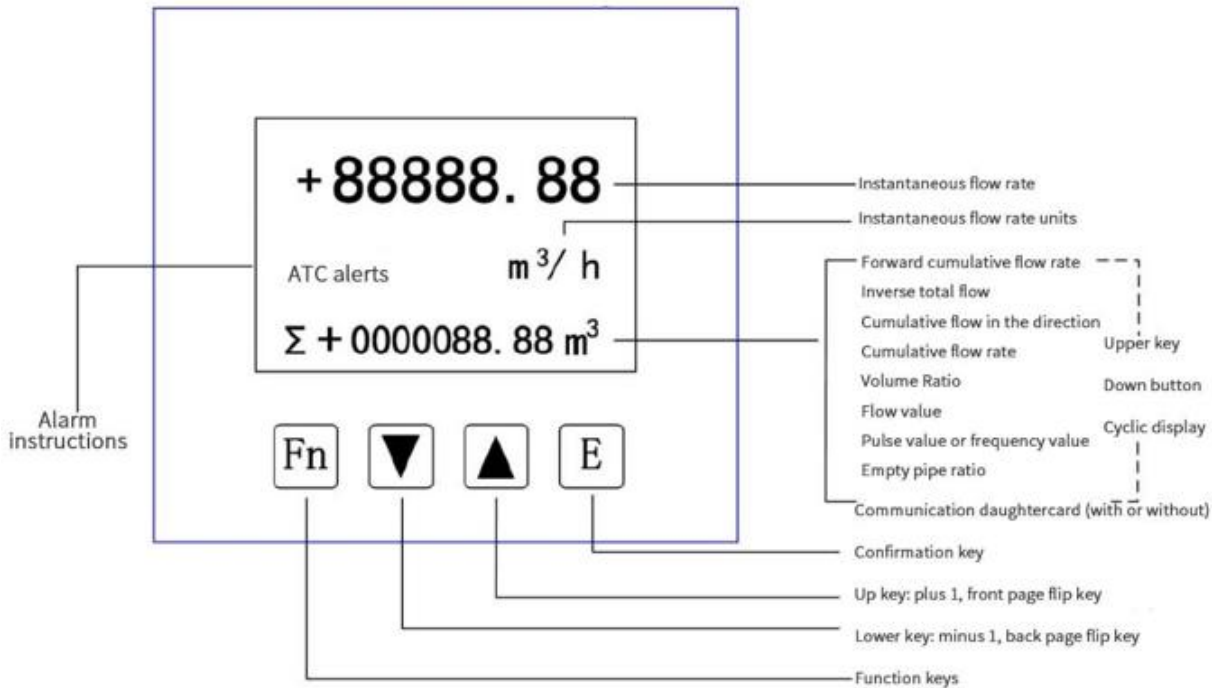 +88888.88
ATC alerts
m³/ h
Σ +0000088.88 m³
Alarm
instructions
Fn
▼
▲
E
Instantaneous flow rate
Instantaneous flow rate units
Forward cumulative flow rate
Inverse total flow
Cumulative flow in the direction
Cumulative flow rate
Volume Ratio
Flow value
Pulse value or frequency value
Empty pipe ratio
Communication daughtercard (with or without)
Upper key
Down button
Cyclic display
Confirmation key
Up key: plus 1, front page flip key
Lower key: minus 1, back page flip key
Function keys